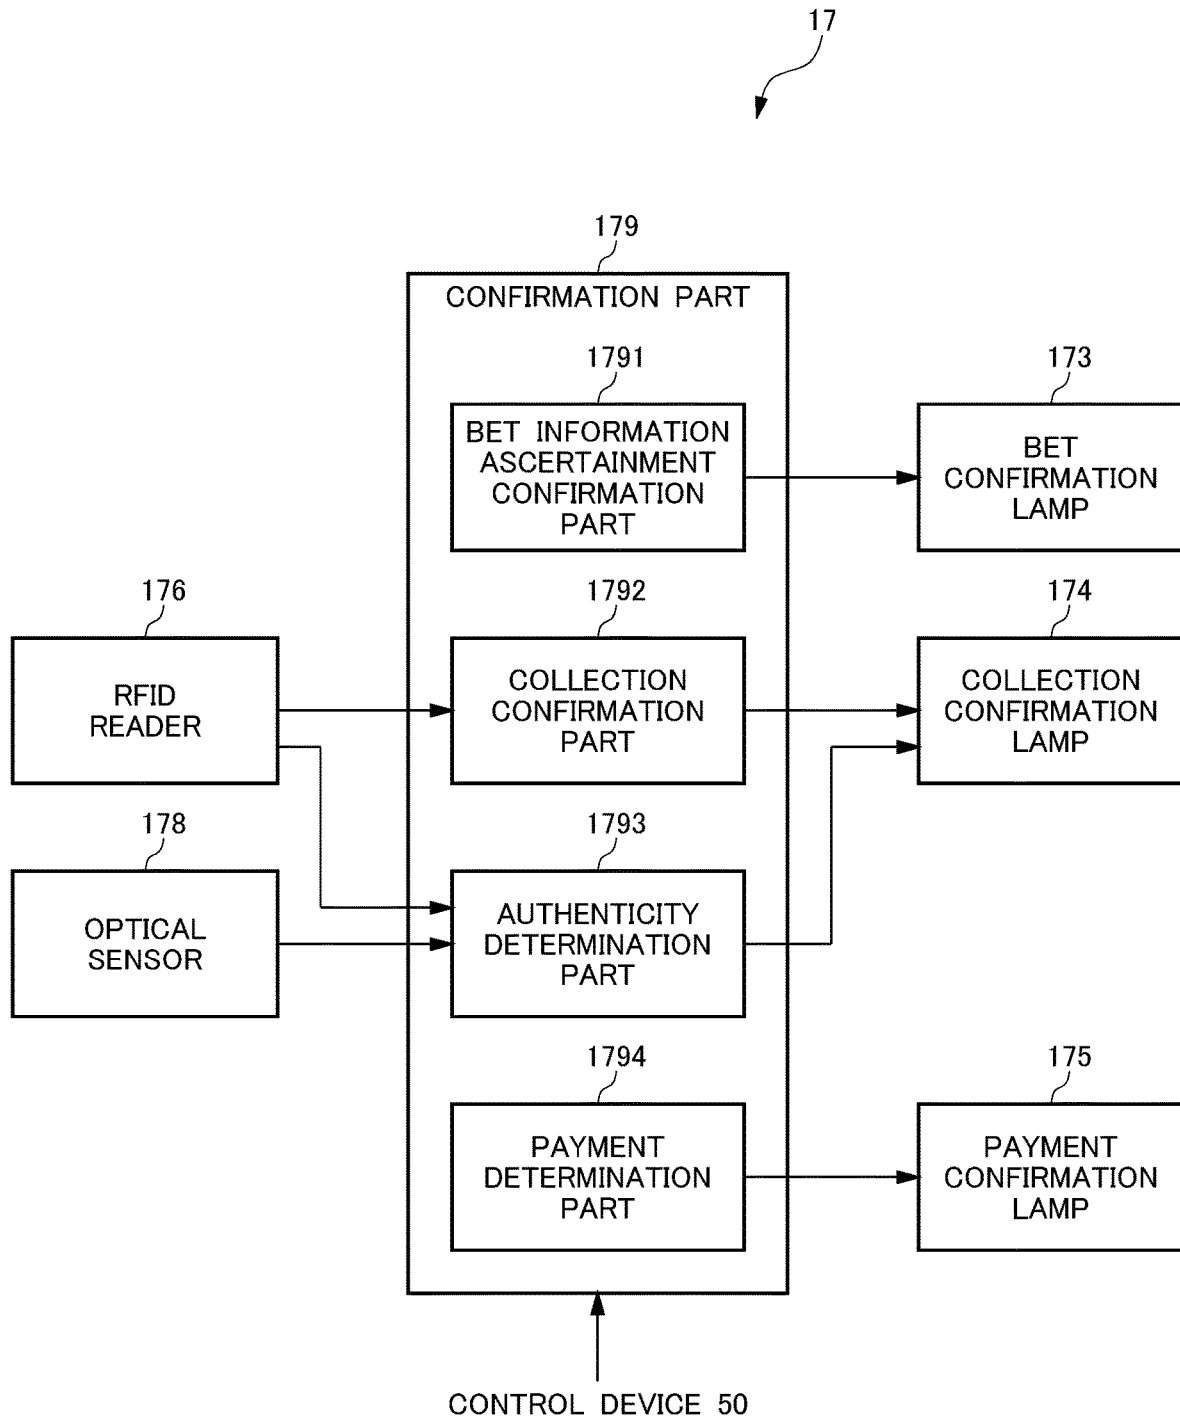 17
179
CONFIRMATION PART
1791
BET INFORMATION
ASCERTAINMENT
CONFIRMATION
PART
173
BET
CONFIRMATION
LAMP
176
RFID
READER
1792
COLLECTION
CONFIRMATION
PART
174
COLLECTION
CONFIRMATION
LAMP
178
OPTICAL
SENSOR
1793
AUTHENTICITY
DETERMINATION
PART
1794
PAYMENT
DETERMINATION
PART
175
PAYMENT
CONFIRMATION
LAMP
CONTROL DEVICE 50